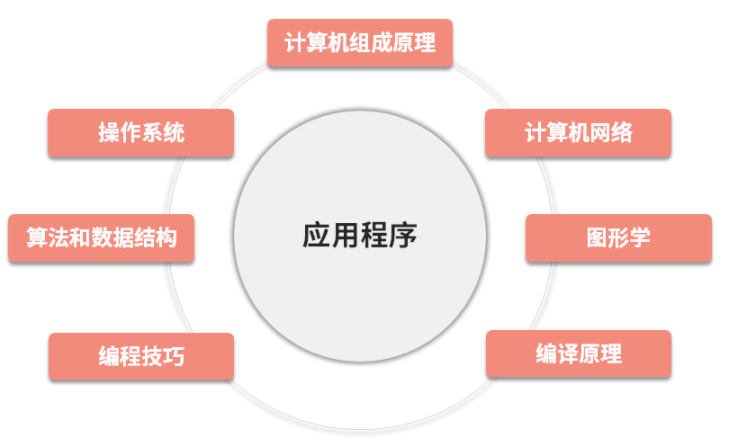 计算机组成原理
操作系统
计算机网络
应用程序
算法和数据结构
图形学
编程技巧
编译原理